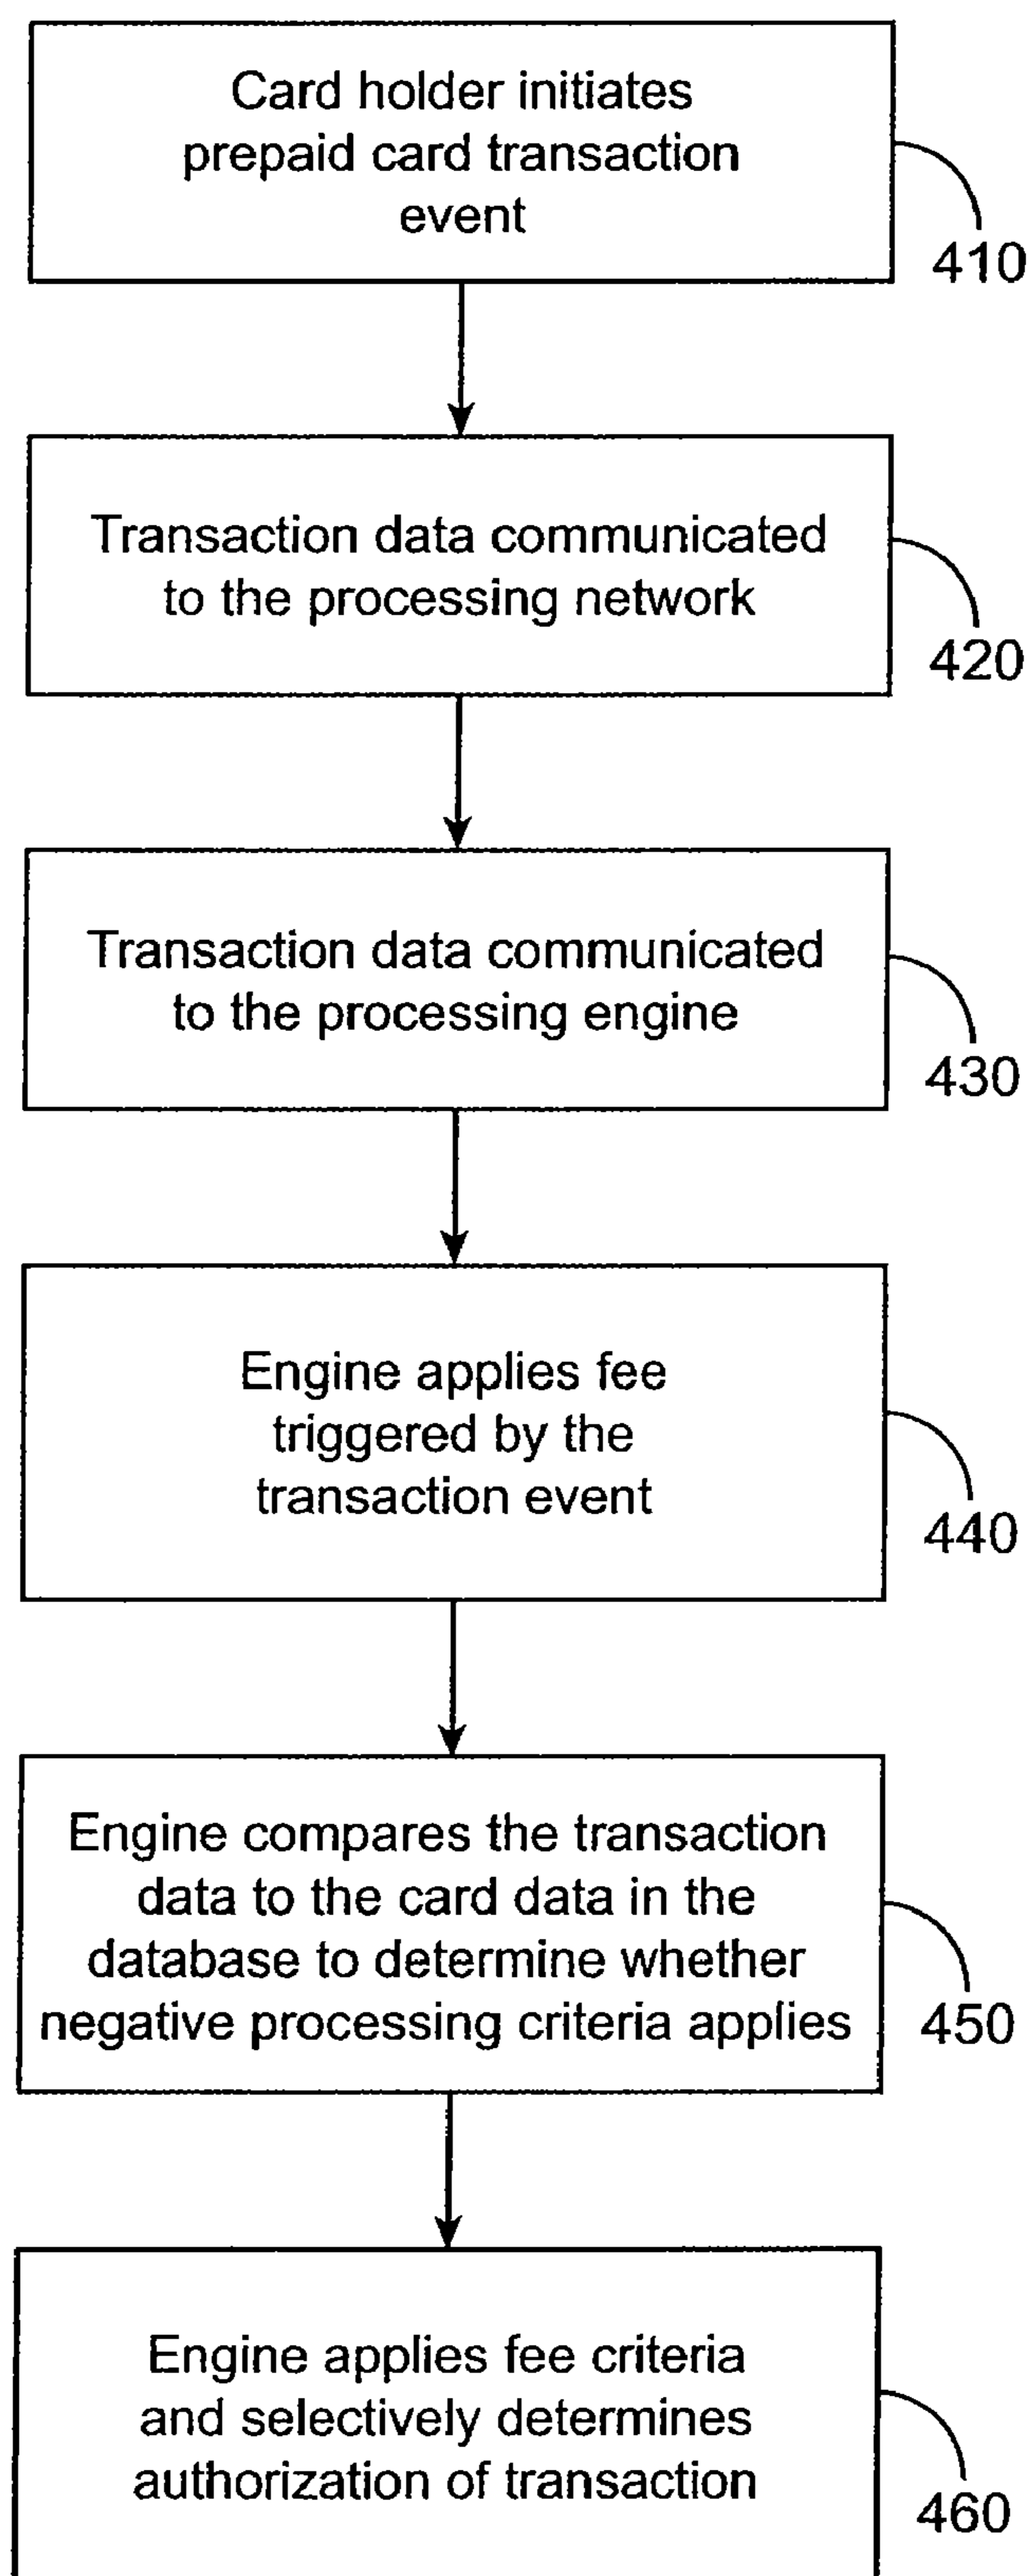 Card holder initiates
prepaid card transaction
event
410
Transaction data communicated
to the processing network
420
Transaction data communicated
to the processing engine
430
Engine applies fee
triggered by the
transaction event
440
Engine compares the transaction
data to the card data in the
database to determine whether
negative processing criteria applies
450
Engine applies fee criteria
and selectively determines
authorization of transaction
460